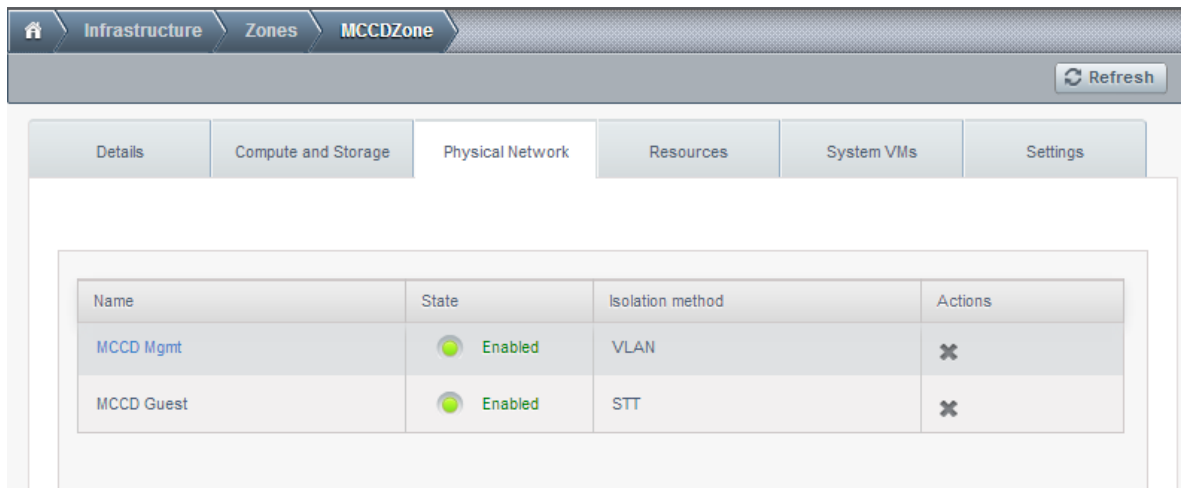 Infrastructure Zones MCCDZone
Refresh
Details Compute and Storage Physical Network Resources System VMs Settings
Name State Isolation method Actions
MCCD Mgmt Enabled VLAN
MCCD Guest Enabled STT